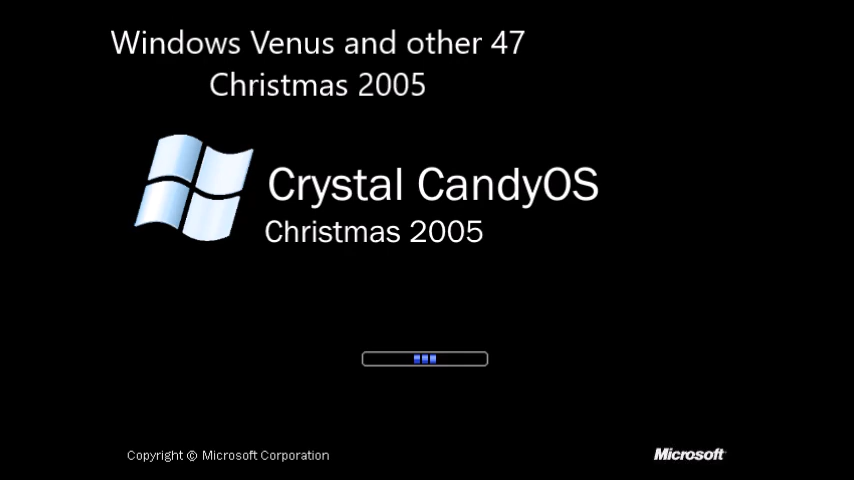 Windows Venus and other 47
Christmas 2005
Crystal CandyOS
Christmas 2005
Copyright © Microsoft Corporation
Microsoft